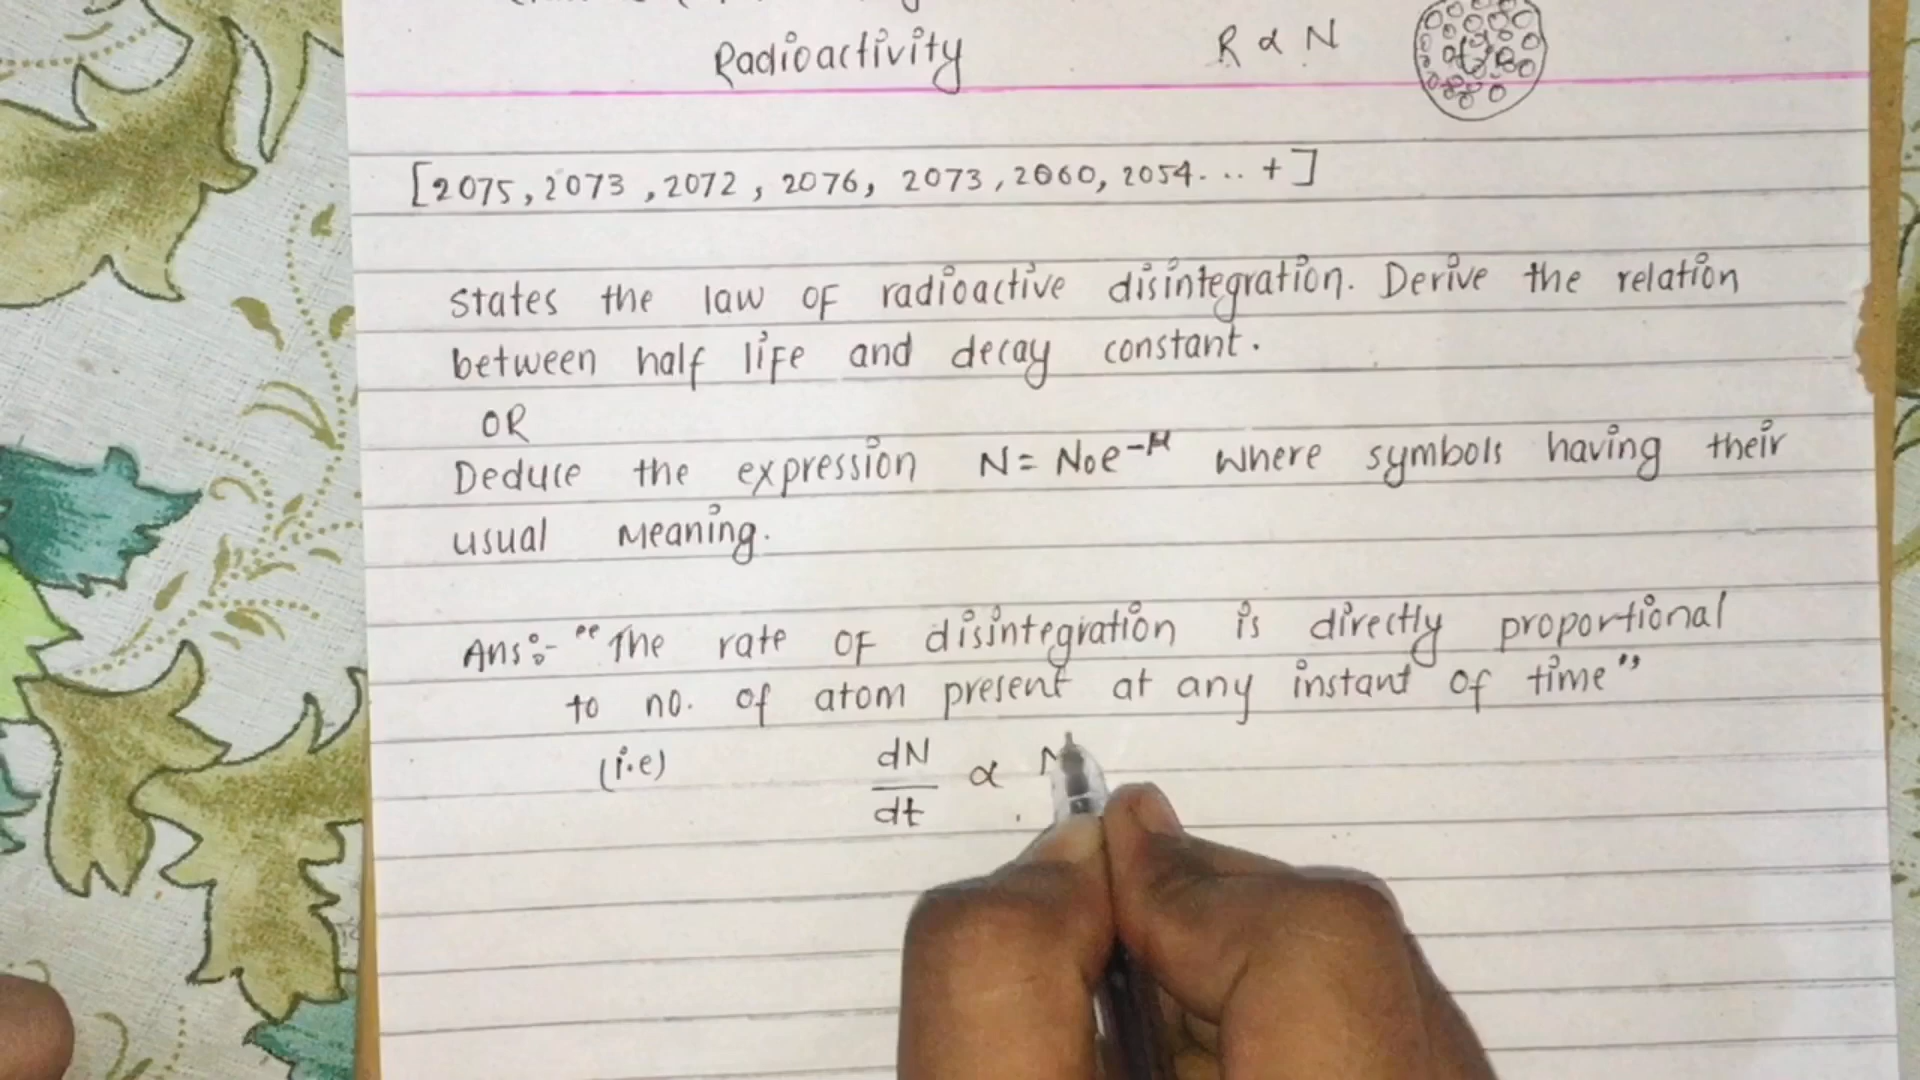 Radioactivity R ∝ N
[2075, 2073, 2072, 2076, 2073, 2060, 2054... +]
states the law of radioactive disintegration. Derive the relation
between half life and decay constant.
OR
Deduce the expression N = N₀e⁻ where symbols having their
usual Meaning.
Ans:- "The rate of disintegration is directly proportional
to no. of atom present at any instant of time"
(i.e) dN/dt ∝ N